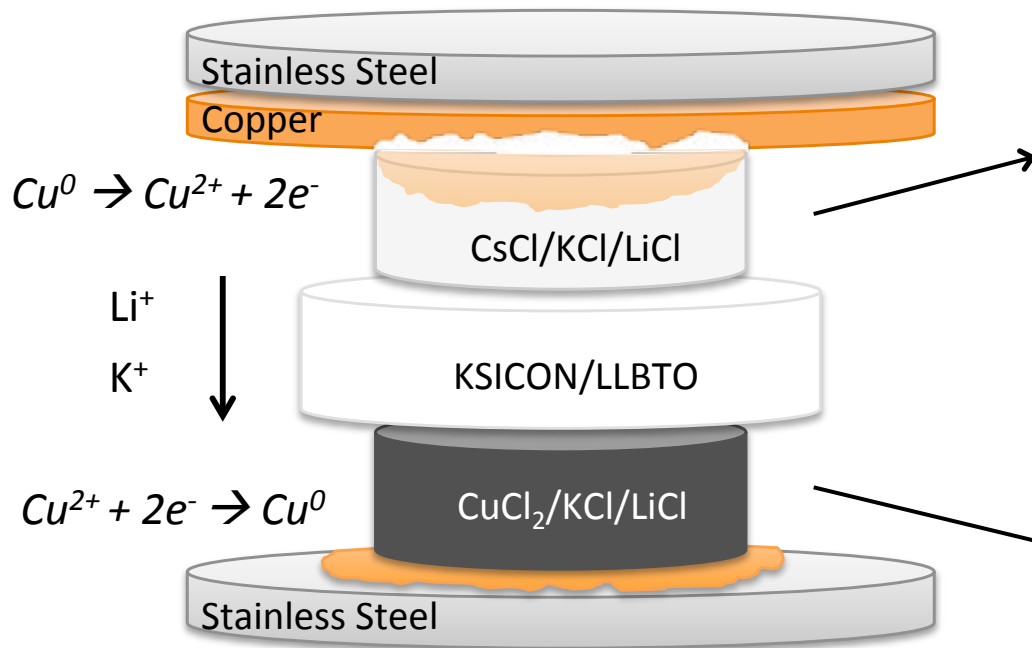 Stainless Steel
Copper
Cu⁰ → Cu²⁺ + 2e⁻
CsCl/KCl/LiCl
Li⁺
K⁺
KSICON/LLBTO
Cu²⁺ + 2e⁻ → Cu⁰
CuCl₂/KCl/LiCl
Stainless Steel